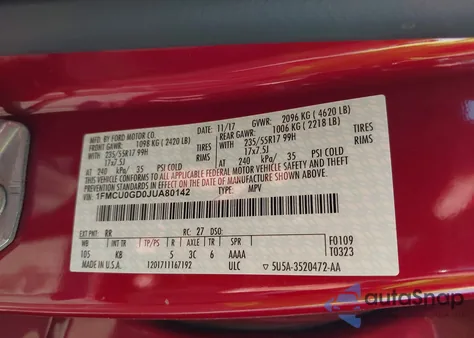 MFD. BY FORD MOTOR CO.
11/17 GVWR: 2096 KG ( 4620 LB)
FRONT GAWR: 1098 KG ( 2420 LB)
REAR GAWR: 1006 KG ( 2218 LB)
WITH 235/55R17 99H TIRES
17x7.5J RIMS
WITH 235/55R17 99H TIRES
17x7.5J RIMS
AT 240 kPa/ 35 PSI COLD
AT 240 kPa/ 35 PSI COLD
THIS VEHICLE CONFORMS TO ALL APPLICABLE FEDERAL MOTOR VEHICLE SAFETY, BUMPER, AND THEFT
PREVENTION STANDARDS IN EFFECT ON THE DATE OF MANUFACTURE SHOWN ABOVE.
VIN: 1FMCU0GD0JUA80142 TYPE: MPV
EXT PNT: RR RC: 27 DSO:
WB BRK INT TR TP/PS R AXLE TR SPR
105 KB 5 3C 6 AAAA
F0109
T0323
MADE IN U.S.A. 1201711167192 ULC 5U5A-3520472-AA
autoSnap